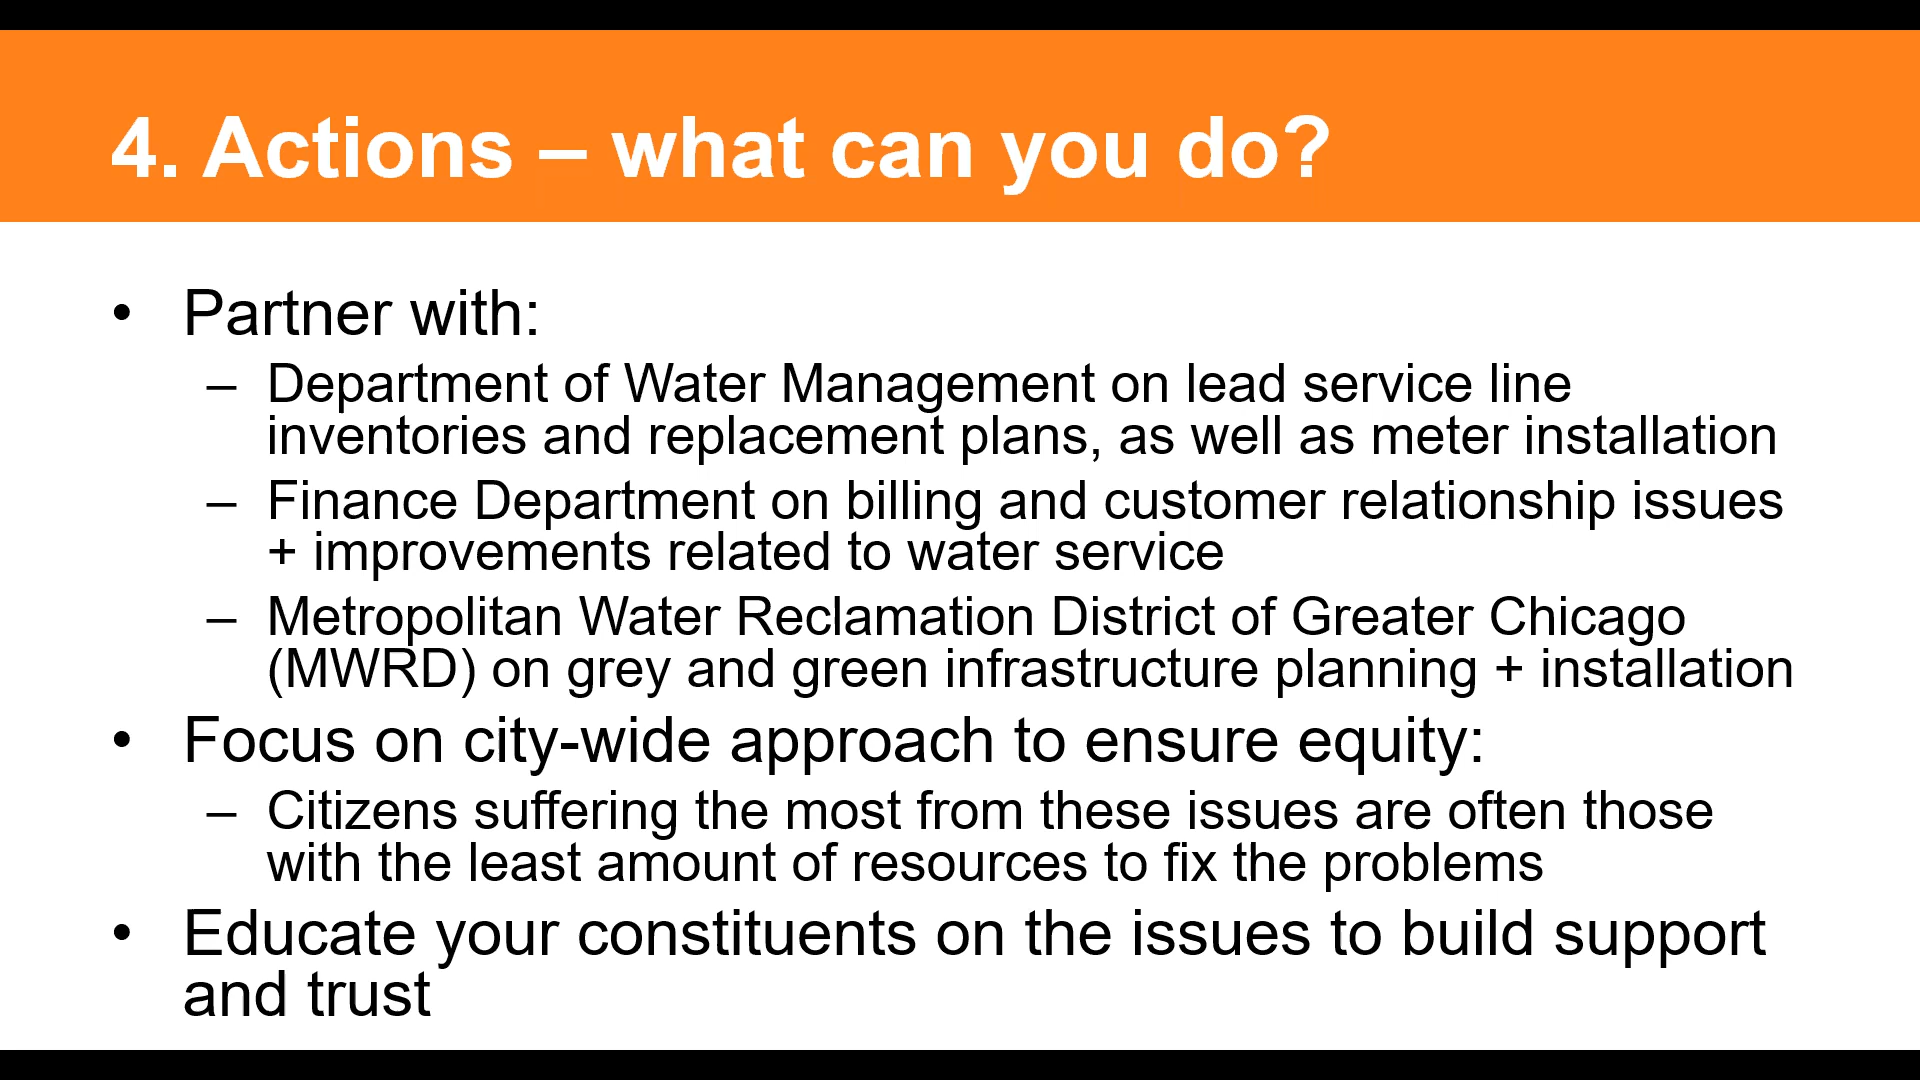 4. Actions – what can you do?
• Partner with:
– Department of Water Management on lead service line
inventories and replacement plans, as well as meter installation
– Finance Department on billing and customer relationship issues
+ improvements related to water service
– Metropolitan Water Reclamation District of Greater Chicago
(MWRD) on grey and green infrastructure planning + installation
• Focus on city-wide approach to ensure equity:
– Citizens suffering the most from these issues are often those
with the least amount of resources to fix the problems
• Educate your constituents on the issues to build support
and trust